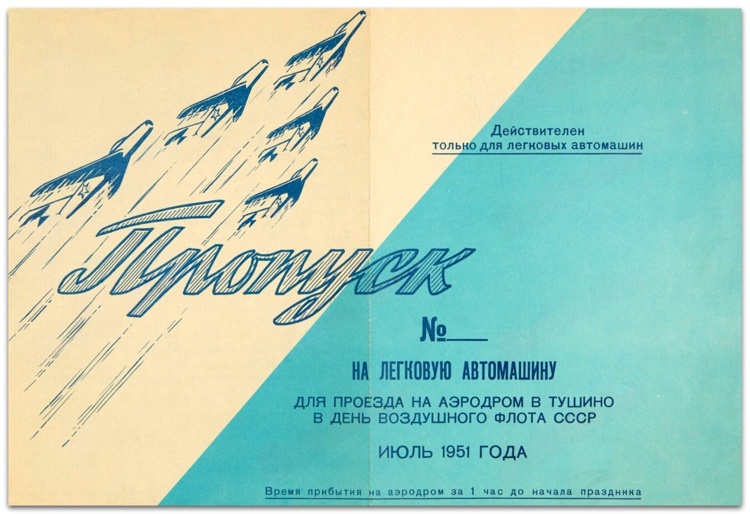 Действителен
только для легковых автомашин
Пропуск
№
НА ЛЕГКОВУЮ АВТОМАШИНУ
ДЛЯ ПРОЕЗДА НА АЭРОДРОМ В ТУШИНО
В ДЕНЬ ВОЗДУШНОГО ФЛОТА СССР
ИЮЛЬ 1951 ГОДА
Время прибытия на аэродром за 1 час до начала праздника